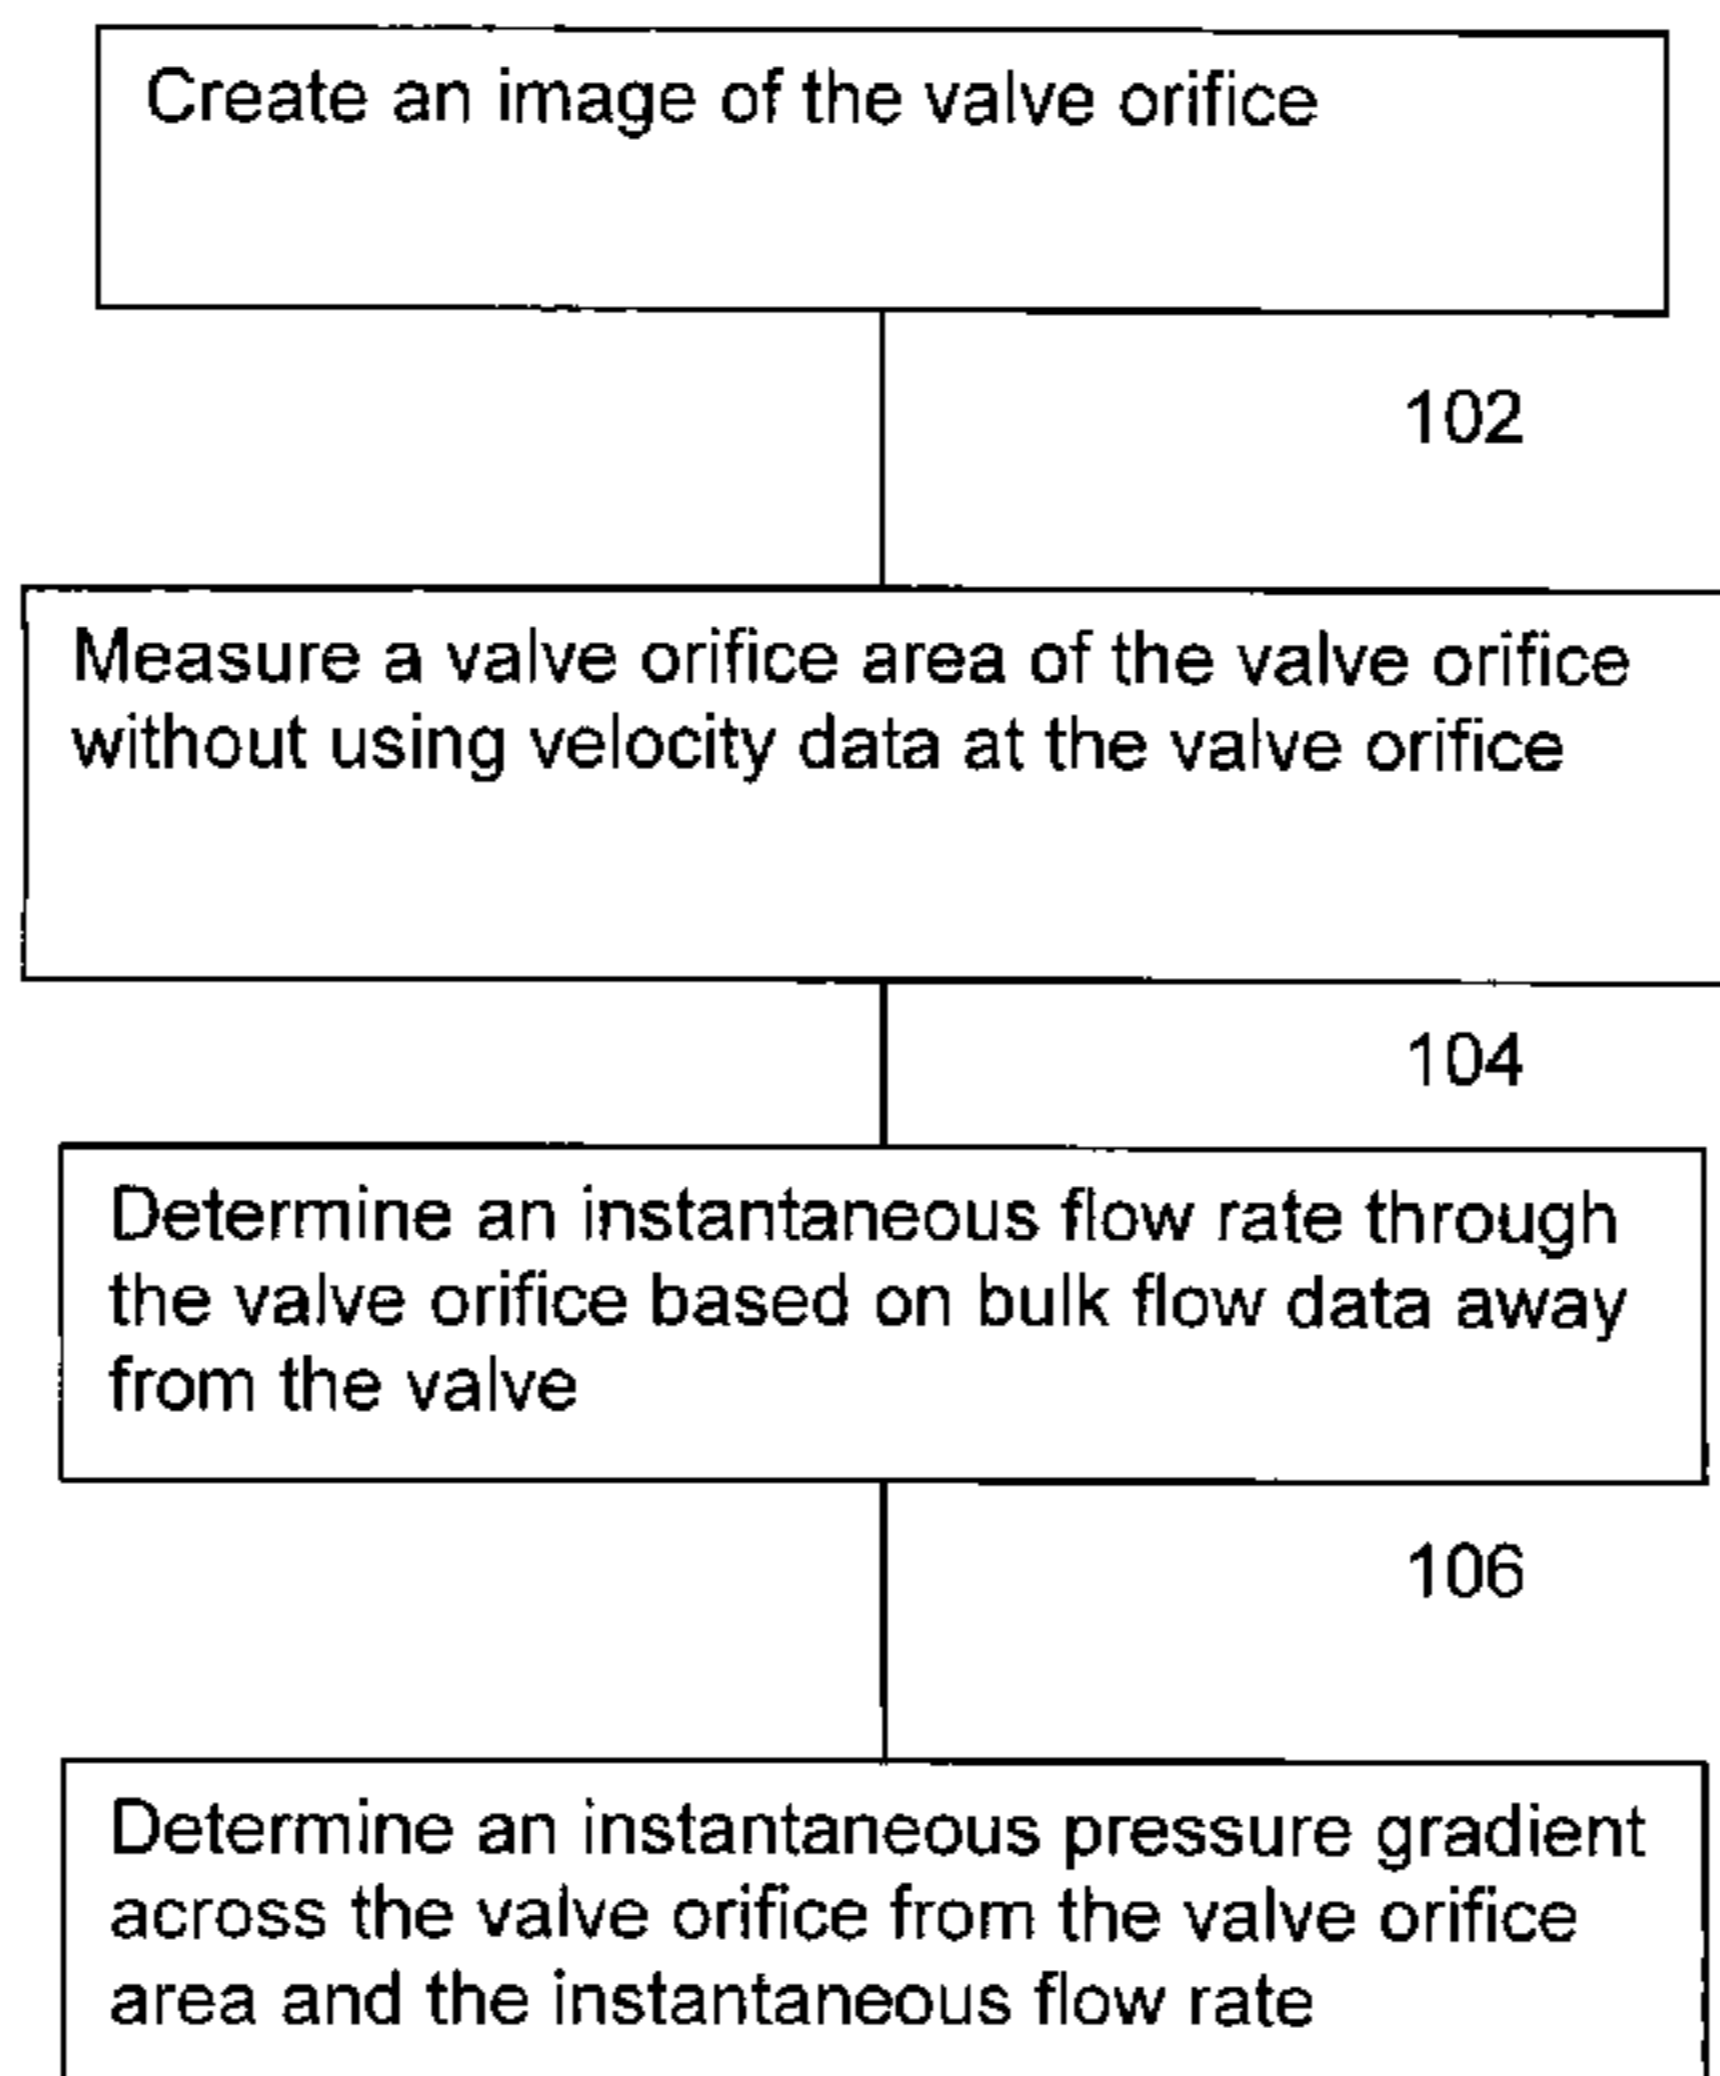 Create an image of the valve orifice
102
Measure a valve orifice area of the valve orifice
without using velocity data at the valve orifice
104
Determine an instantaneous flow rate through
the valve orifice based on bulk flow data away
from the valve
106
Determine an instantaneous pressure gradient
across the valve orifice from the valve orifice
area and the instantaneous flow rate